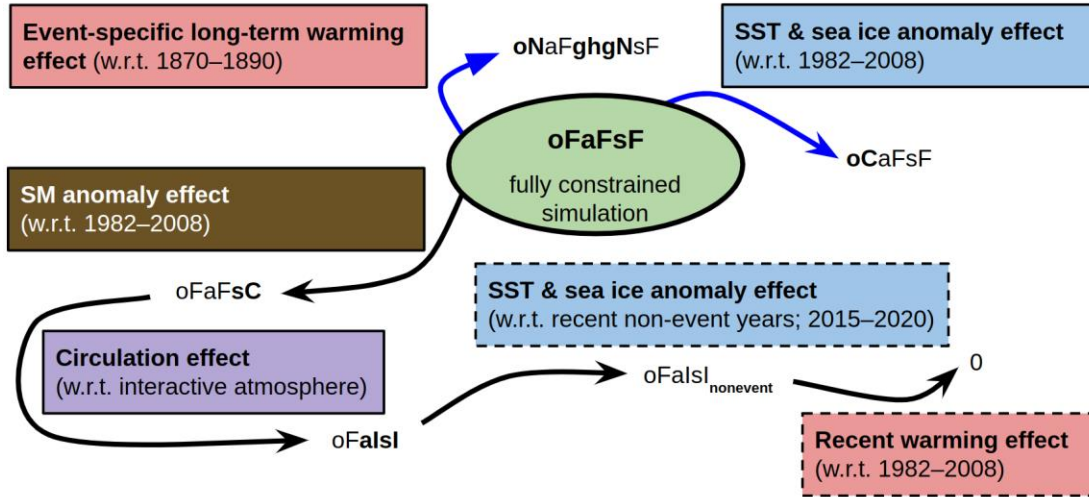 Event-specific long-term warming
effect (w.r.t. 1870–1890)
oNaFghgNsF
SST & sea ice anomaly effect
(w.r.t. 1982–2008)
oFaFsF
fully constrained
simulation
oCaFsF
SM anomaly effect
(w.r.t. 1982–2008)
oFaFsC
SST & sea ice anomaly effect
(w.r.t. recent non-event years; 2015–2020)
Circulation effect
(w.r.t. interactive atmosphere)
oFaIsI
oFaIsI nonevent
0
Recent warming effect
(w.r.t. 1982–2008)